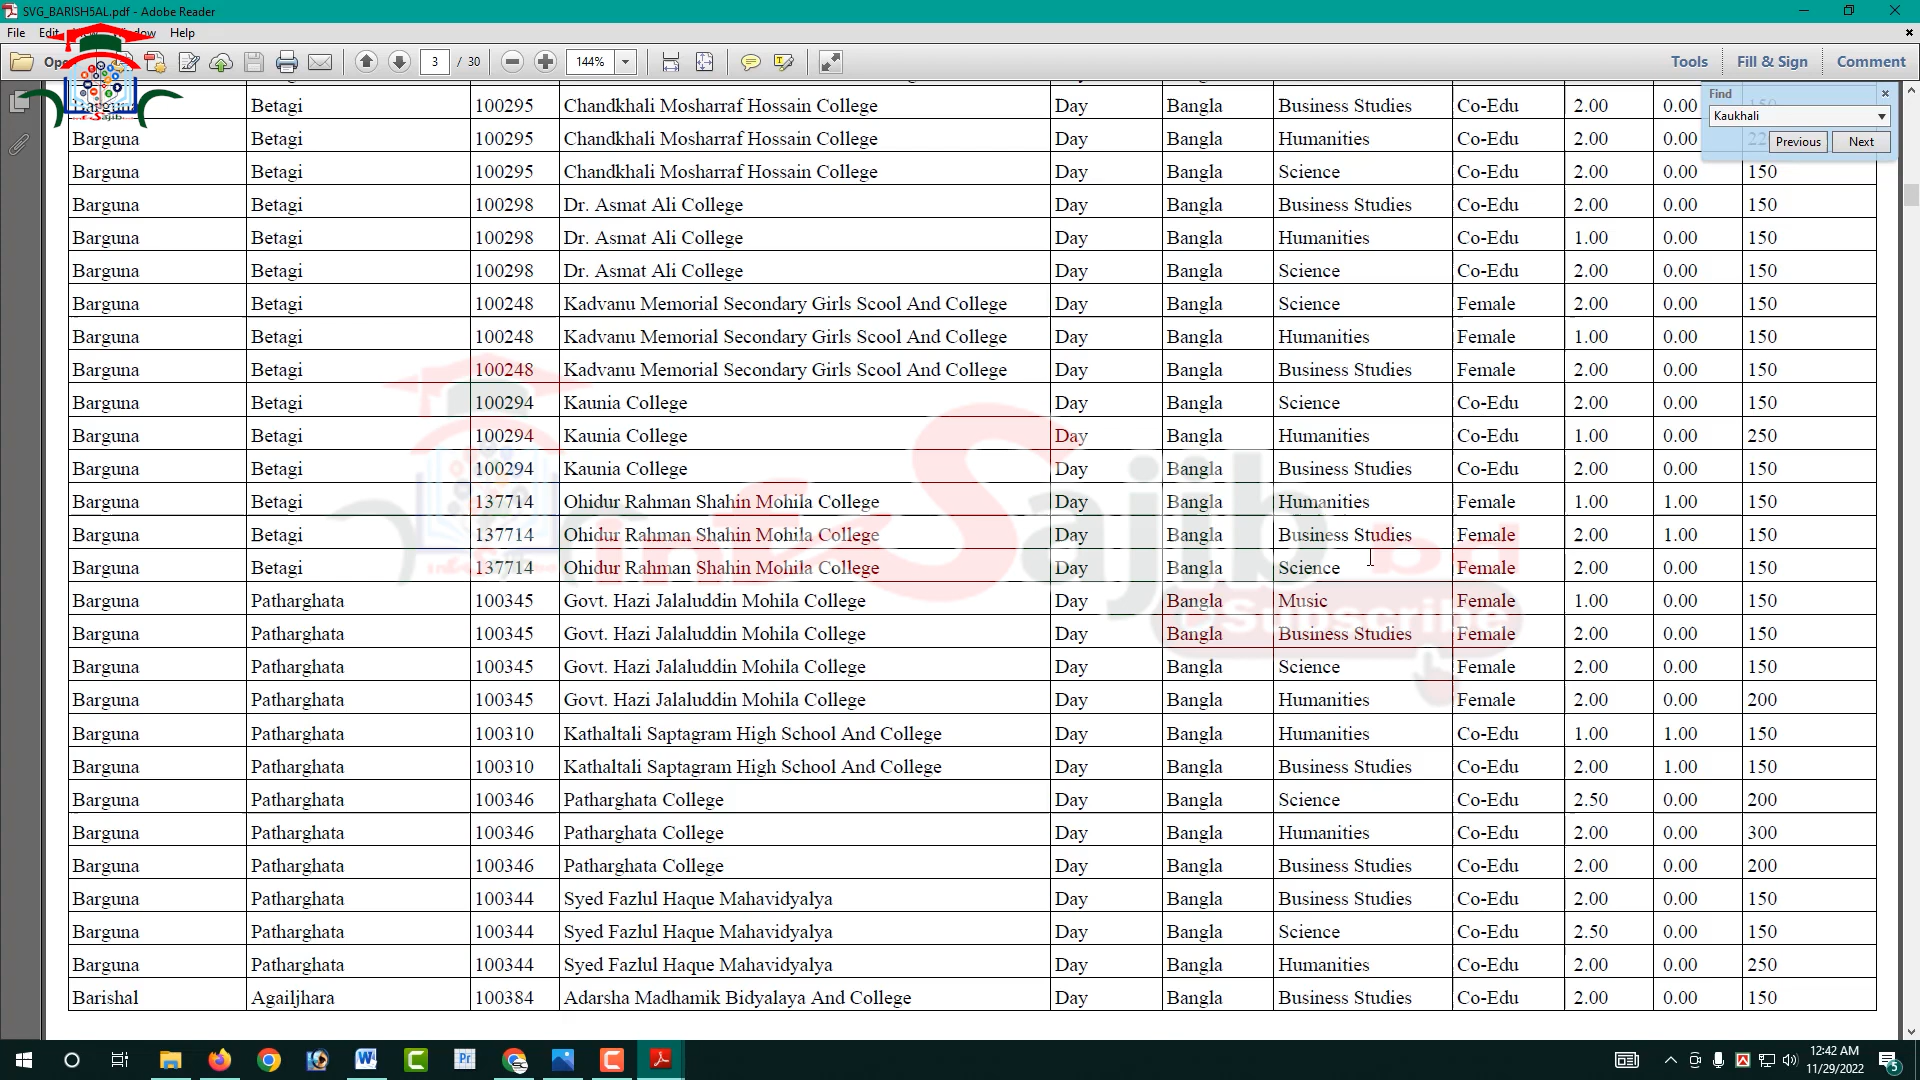 SVG_BARISH5AL.pdf - Adobe Reader
File Edit Window Help
Open 3 / 30 144% Tools Fill & Sign Comment
Find
Kaukhali
Previous Next
Betagi 100295 Chandkhali Mosharraf Hossain College Day Bangla Business Studies Co-Edu 2.00 0.00 150
Barguna Betagi 100295 Chandkhali Mosharraf Hossain College Day Bangla Humanities Co-Edu 2.00 0.00
Barguna Betagi 100295 Chandkhali Mosharraf Hossain College Day Bangla Science Co-Edu 2.00 0.00 150
Barguna Betagi 100298 Dr. Asmat Ali College Day Bangla Business Studies Co-Edu 2.00 0.00 150
Barguna Betagi 100298 Dr. Asmat Ali College Day Bangla Humanities Co-Edu 1.00 0.00 150
Barguna Betagi 100298 Dr. Asmat Ali College Day Bangla Science Co-Edu 2.00 0.00 150
Barguna Betagi 100248 Kadvanu Memorial Secondary Girls Scool And College Day Bangla Science Female 2.00 0.00 150
Barguna Betagi 100248 Kadvanu Memorial Secondary Girls Scool And College Day Bangla Humanities Female 1.00 0.00 150
Barguna Betagi 100248 Kadvanu Memorial Secondary Girls Scool And College Day Bangla Business Studies Female 2.00 0.00 150
Barguna Betagi 100294 Kaunia College Day Bangla Science Co-Edu 2.00 0.00 150
Barguna Betagi 100294 Kaunia College Day Bangla Humanities Co-Edu 1.00 0.00 250
Barguna Betagi 100294 Kaunia College Day Bangla Business Studies Co-Edu 2.00 0.00 150
Barguna Betagi 137714 Ohidur Rahman Shahin Mohila College Day Bangla Humanities Female 1.00 1.00 150
Barguna Betagi 137714 Ohidur Rahman Shahin Mohila College Day Bangla Business Studies Female 2.00 1.00 150
Barguna Betagi 137714 Ohidur Rahman Shahin Mohila College Day Bangla Science Female 2.00 0.00 150
Barguna Patharghata 100345 Govt. Hazi Jalaluddin Mohila College Day Bangla Music Female 1.00 0.00 150
Barguna Patharghata 100345 Govt. Hazi Jalaluddin Mohila College Day Bangla Business Studies Female 2.00 0.00 150
Barguna Patharghata 100345 Govt. Hazi Jalaluddin Mohila College Day Bangla Science Female 2.00 0.00 150
Barguna Patharghata 100345 Govt. Hazi Jalaluddin Mohila College Day Bangla Humanities Female 2.00 0.00 200
Barguna Patharghata 100310 Kathaltali Saptagram High School And College Day Bangla Humanities Co-Edu 1.00 1.00 150
Barguna Patharghata 100310 Kathaltali Saptagram High School And College Day Bangla Business Studies Co-Edu 2.00 1.00 150
Barguna Patharghata 100346 Patharghata College Day Bangla Science Co-Edu 2.50 0.00 200
Barguna Patharghata 100346 Patharghata College Day Bangla Humanities Co-Edu 2.00 0.00 300
Barguna Patharghata 100346 Patharghata College Day Bangla Business Studies Co-Edu 2.00 0.00 200
Barguna Patharghata 100344 Syed Fazlul Haque Mahavidyalya Day Bangla Business Studies Co-Edu 2.00 0.00 150
Barguna Patharghata 100344 Syed Fazlul Haque Mahavidyalya Day Bangla Science Co-Edu 2.50 0.00 150
Barguna Patharghata 100344 Syed Fazlul Haque Mahavidyalya Day Bangla Humanities Co-Edu 2.00 0.00 250
Barishal Agailjhara 100384 Adarsha Madhamik Bidyalaya And College Day Bangla Business Studies Co-Edu 2.00 0.00 150
info Sajib bd
Subscribe
12:42 AM
11/29/2022
5